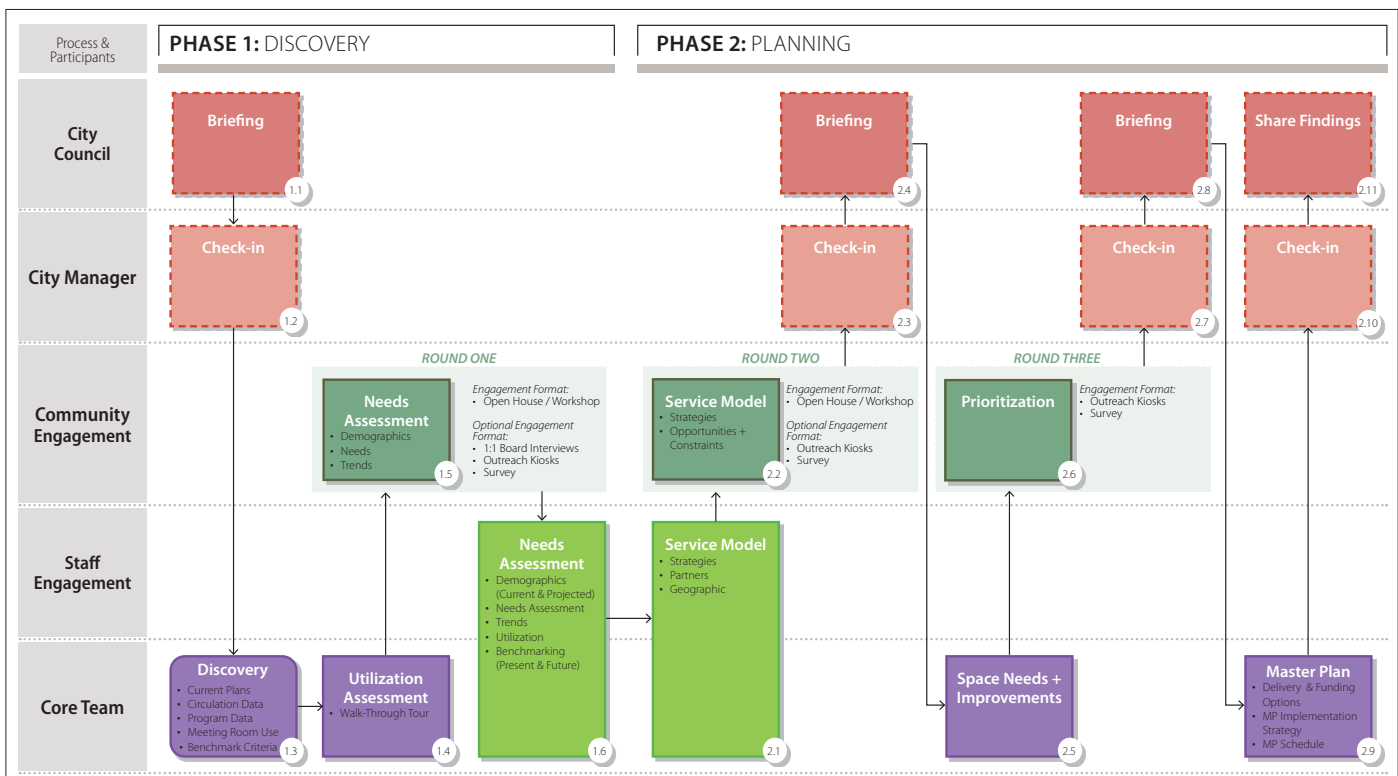 Process &
Participants
PHASE 1: DISCOVERY
PHASE 2: PLANNING
City
Council
Briefing
1.1
Briefing
2.4
Briefing
2.8
Share Findings
2.11
City Manager
Check-in
1.2
Check-in
2.3
Check-in
2.7
Check-in
2.10
Community
Engagement
ROUND ONE
Needs
Assessment
• Demographics
• Needs
• Trends
1.5
Engagement Format:
• Open House / Workshop
Optional Engagement
Format:
• 1:1 Board Interviews
• Outreach Kiosks
• Survey
ROUND TWO
Service Model
• Strategies
• Opportunities +
Constraints
2.2
Engagement Format:
• Open House / Workshop
Optional Engagement
Format:
• Outreach Kiosks
• Survey
ROUND THREE
Prioritization
2.6
Engagement Format:
• Outreach Kiosks
• Survey
Staff
Engagement
Needs
Assessment
• Demographics
(Current & Projected)
• Needs Assessment
• Trends
• Utilization
• Benchmarking
(Present & Future)
1.6
Service Model
• Strategies
• Partners
• Geographic
2.1
Core Team
Discovery
• Current Plans
• Circulation Data
• Program Data
• Meeting Room Use
• Benchmark Criteria
1.3
Utilization
Assessment
• Walk-Through Tour
1.4
Space Needs +
Improvements
2.5
Master Plan
• Delivery & Funding
Options
• MP Implementation
Strategy
• MP Schedule
2.9